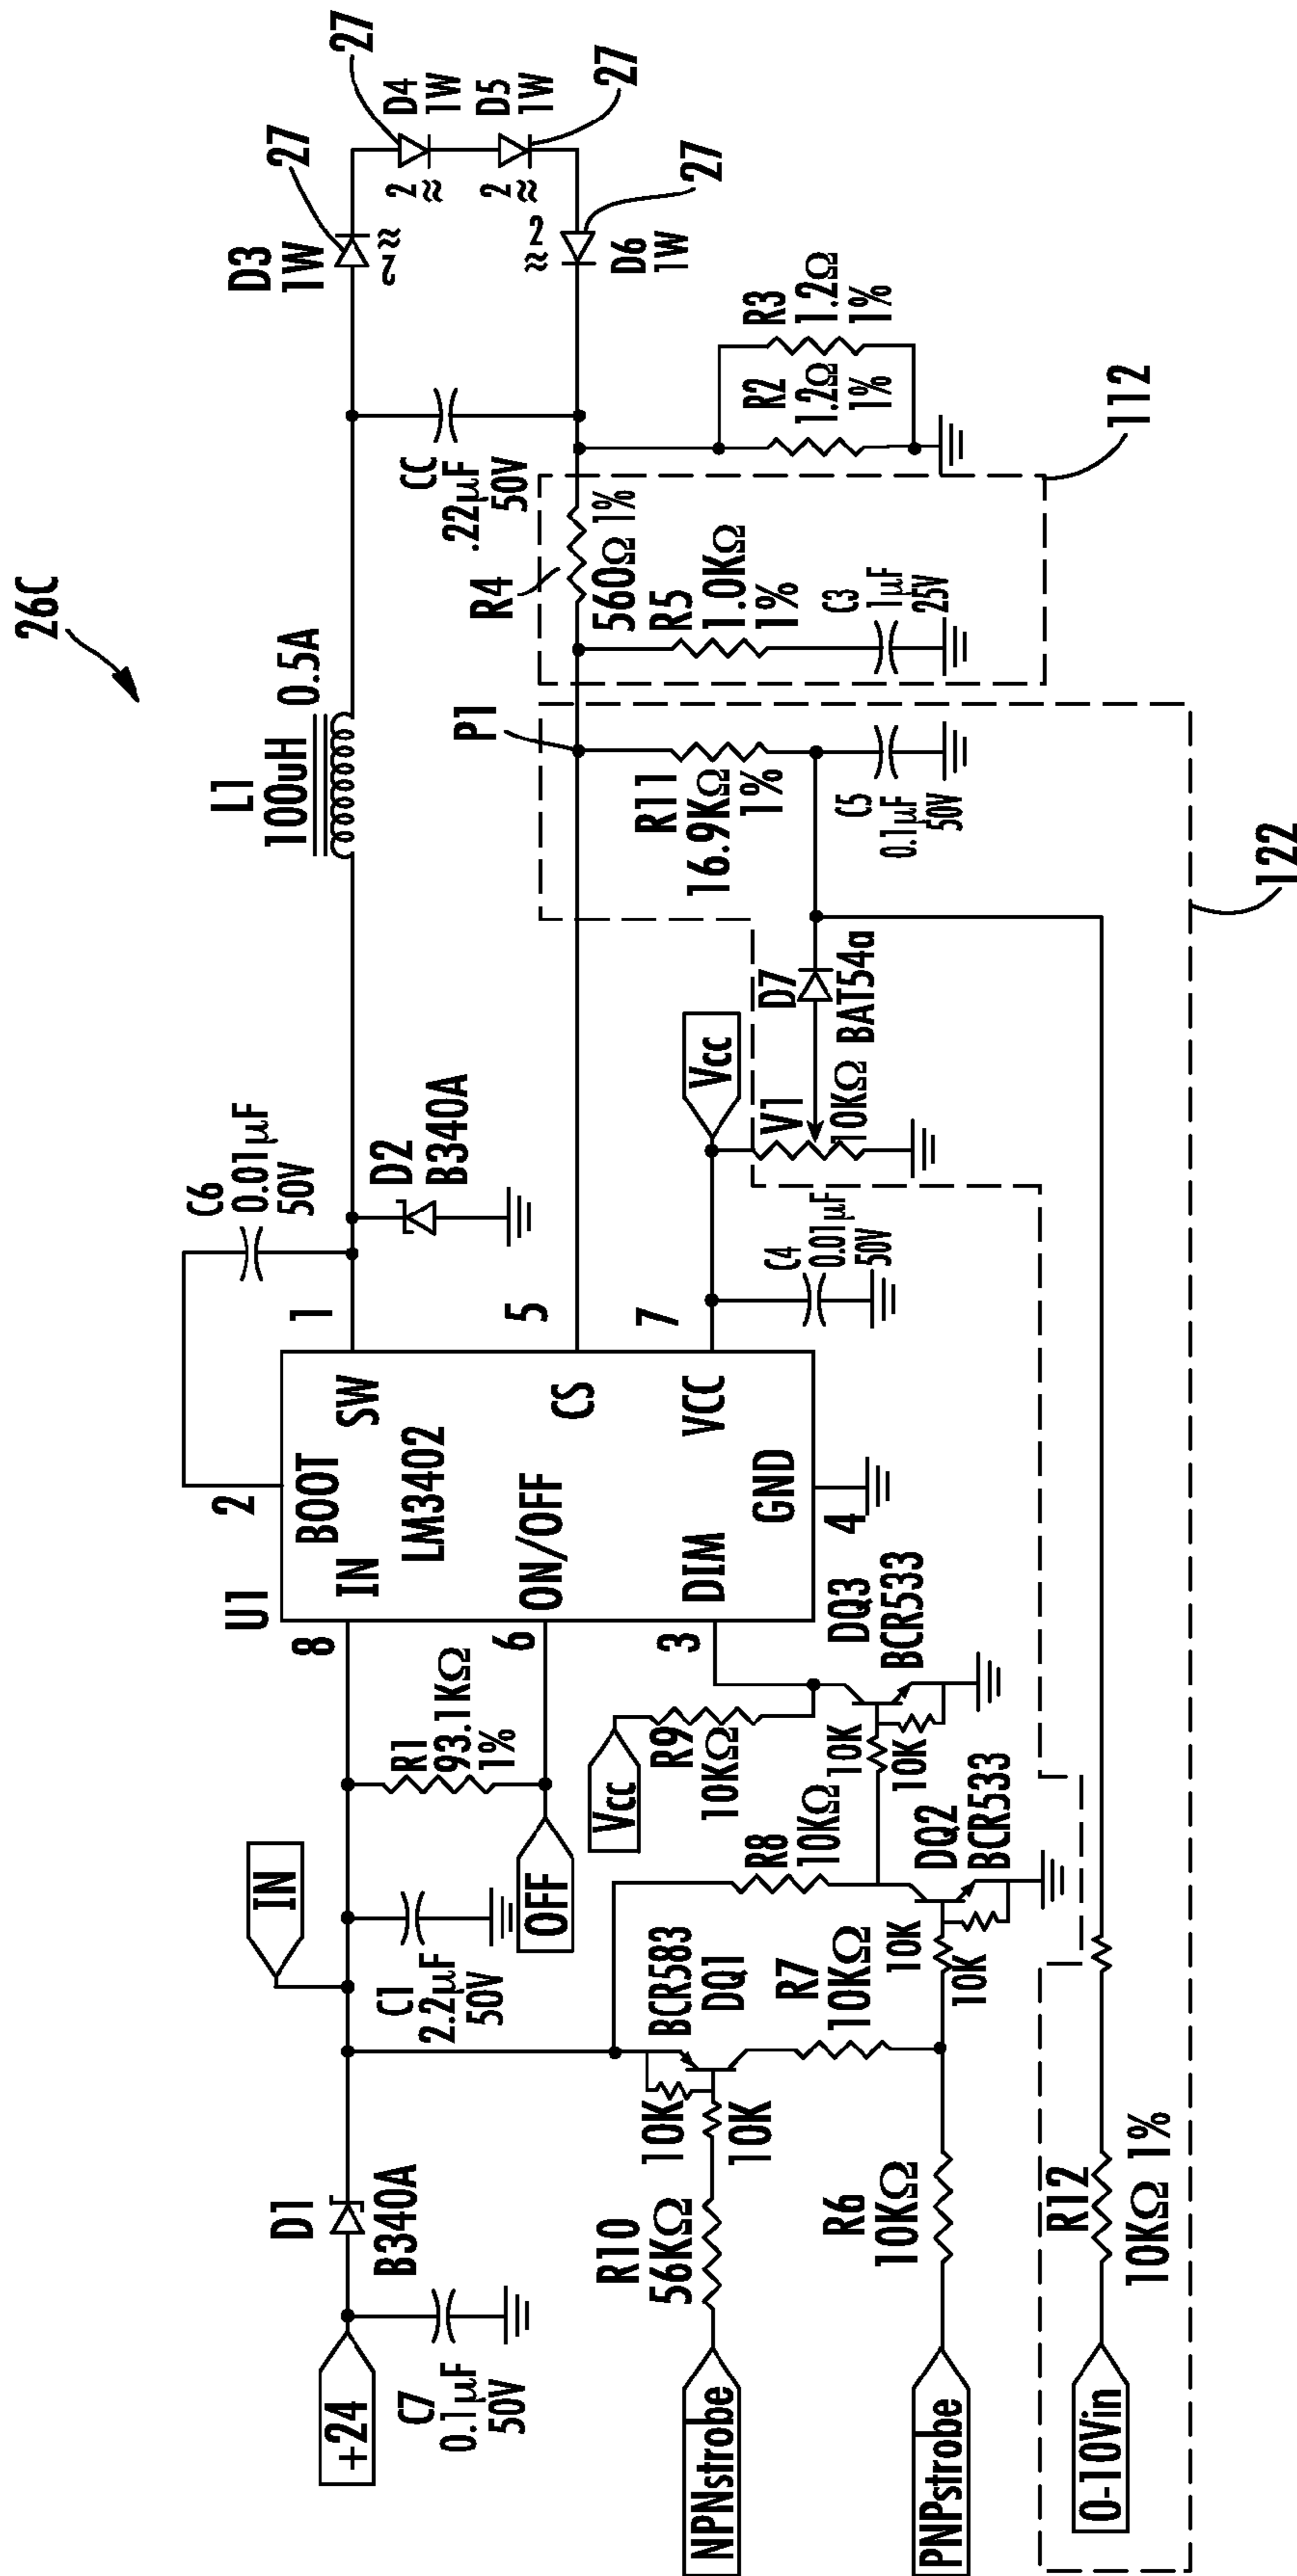 26C
+24
C7
0.1µF
50V
D1
B340A
IN
C1
2.2µF
50V
R1
93.1KΩ
1%
OFF
U1
8
6
3
2
BOOT
IN
LM3402
SW
ON/OFF
CS
DIM
VCC
GND
4
1
5
7
C6
0.01µF
50V
D2
B340A
L1
100uH
0.5A
CC
.22µF
50V
D3
1W
2
≈
27
27
D4
1W
2
≈
D5
1W
2
≈
27
27
D6
1W
2
≈
R3
1.2Ω
1%
R2
1.2Ω
1%
112
R4
560Ω 1%
R5
1.0KΩ
1%
C3
1µF
25V
P1
R11
16.9KΩ
1%
C5
0.1µF
50V
122
Vcc
D7
BAT54a
V1
10KΩ
C4
0.01µF
50V
Vcc
R9
10KΩ
DQ3
BCR533
10K
10K
R8
10KΩ
DQ2
BCR533
10K
10K
BCR583
DQ1
R7
10KΩ
10K
10K
R10
56KΩ
NPNstrobe
R6
10KΩ
PNPstrobe
R12
10KΩ 1%
0-10Vin